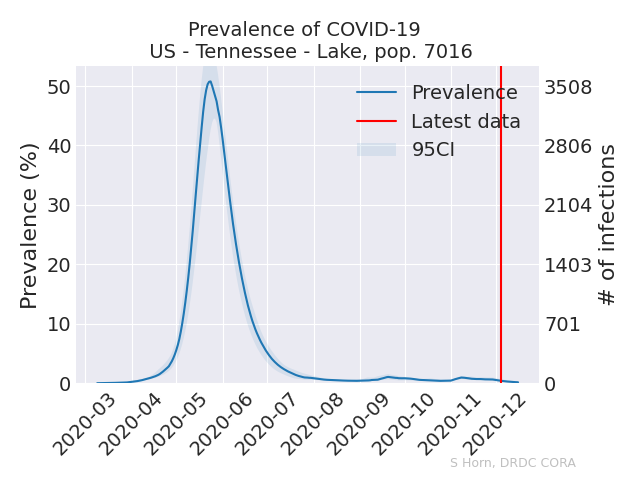 Prevalence of COVID-19
US - Tennessee - Lake, pop. 7016
Prevalence (%)
50
40
30
20
10
0
Prevalence
Latest data
95CI
3508
2806
2104
1403
701
0
# of infections
2020-03
2020-04
2020-05
2020-06
2020-07
2020-08
2020-09
2020-10
2020-11
2020-12
S Horn, DRDC CORA